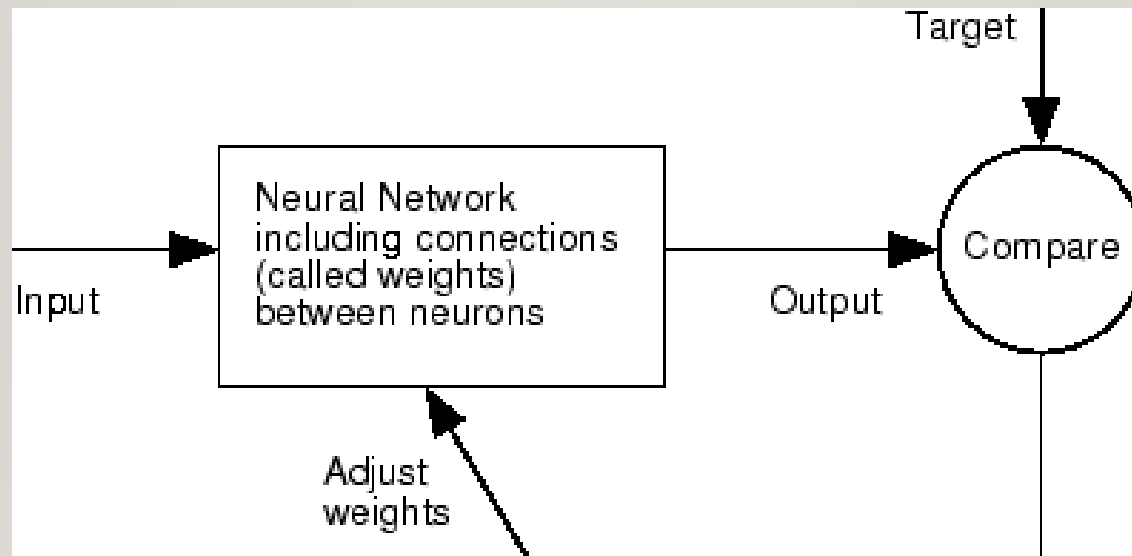 Target
Neural Network
including connections
(called weights)
between neurons
Compare
Input
Output
Adjust
weights